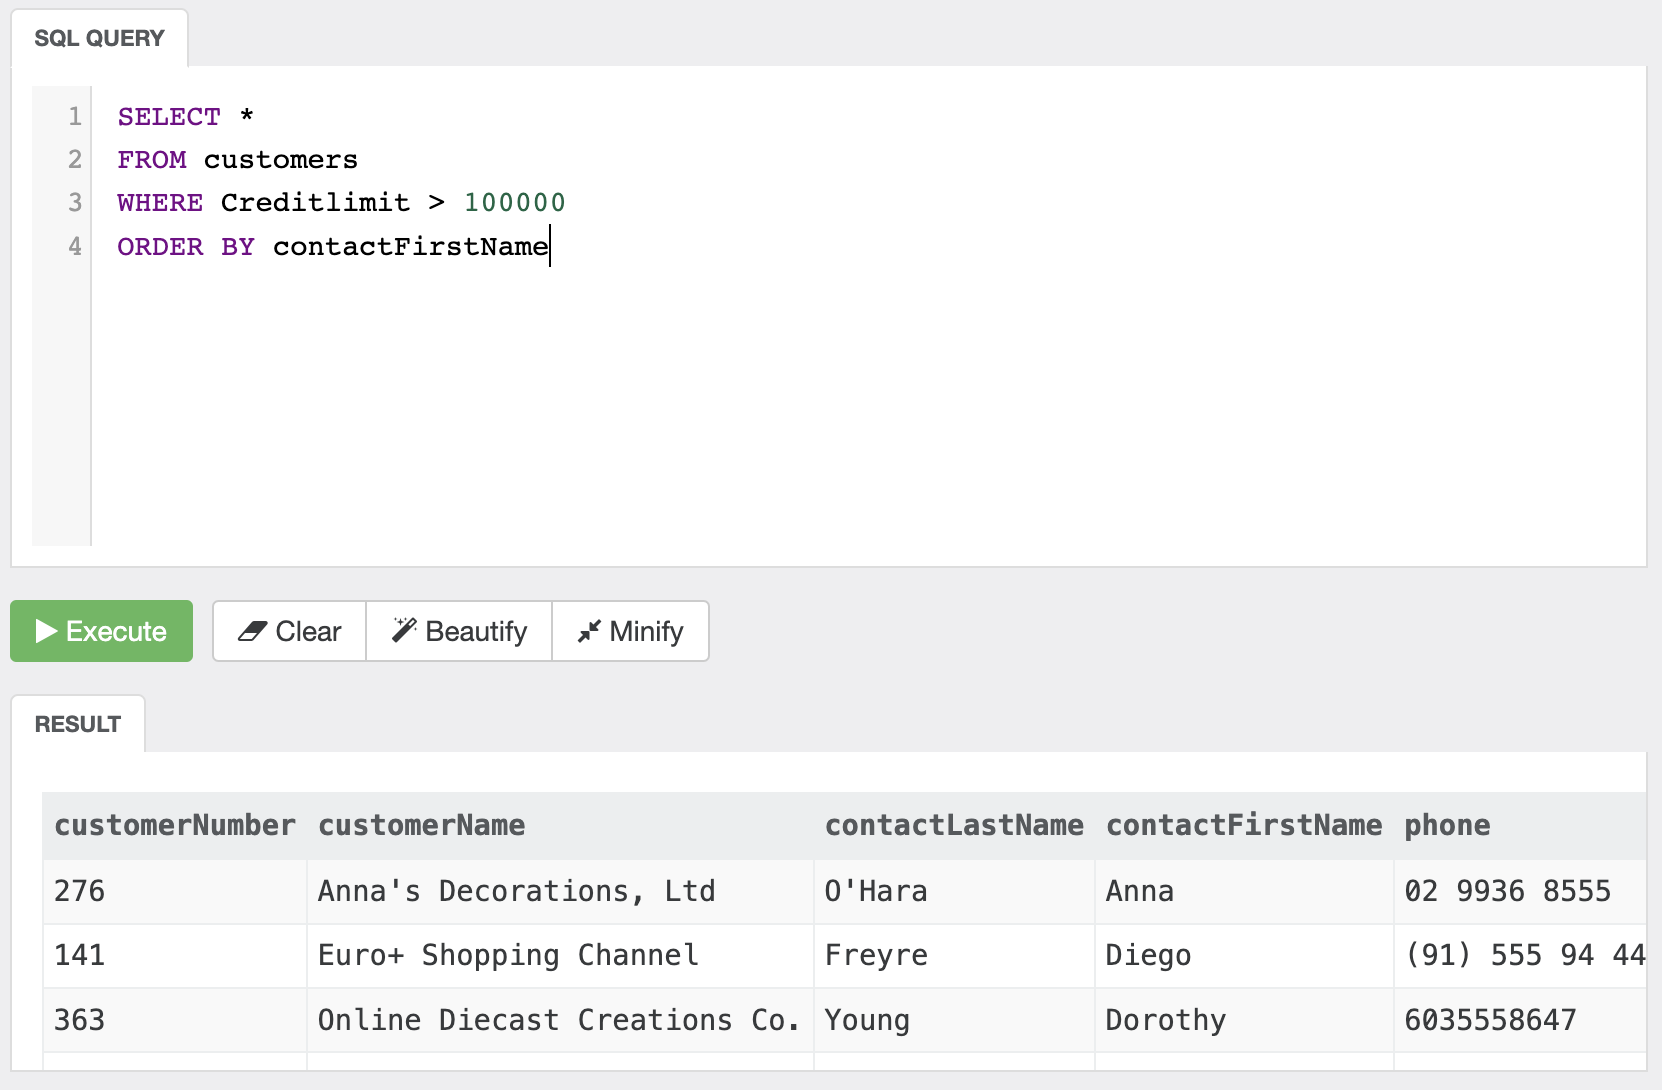 SQL QUERY
1 SELECT *
2 FROM customers
3 WHERE Creditlimit > 100000
4 ORDER BY contactFirstName
Execute Clear Beautify Minify
RESULT
customerNumber customerName contactLastName contactFirstName phone
276 Anna's Decorations, Ltd O'Hara Anna 02 9936 8555
141 Euro+ Shopping Channel Freyre Diego (91) 555 94 44
363 Online Diecast Creations Co. Young Dorothy 6035558647